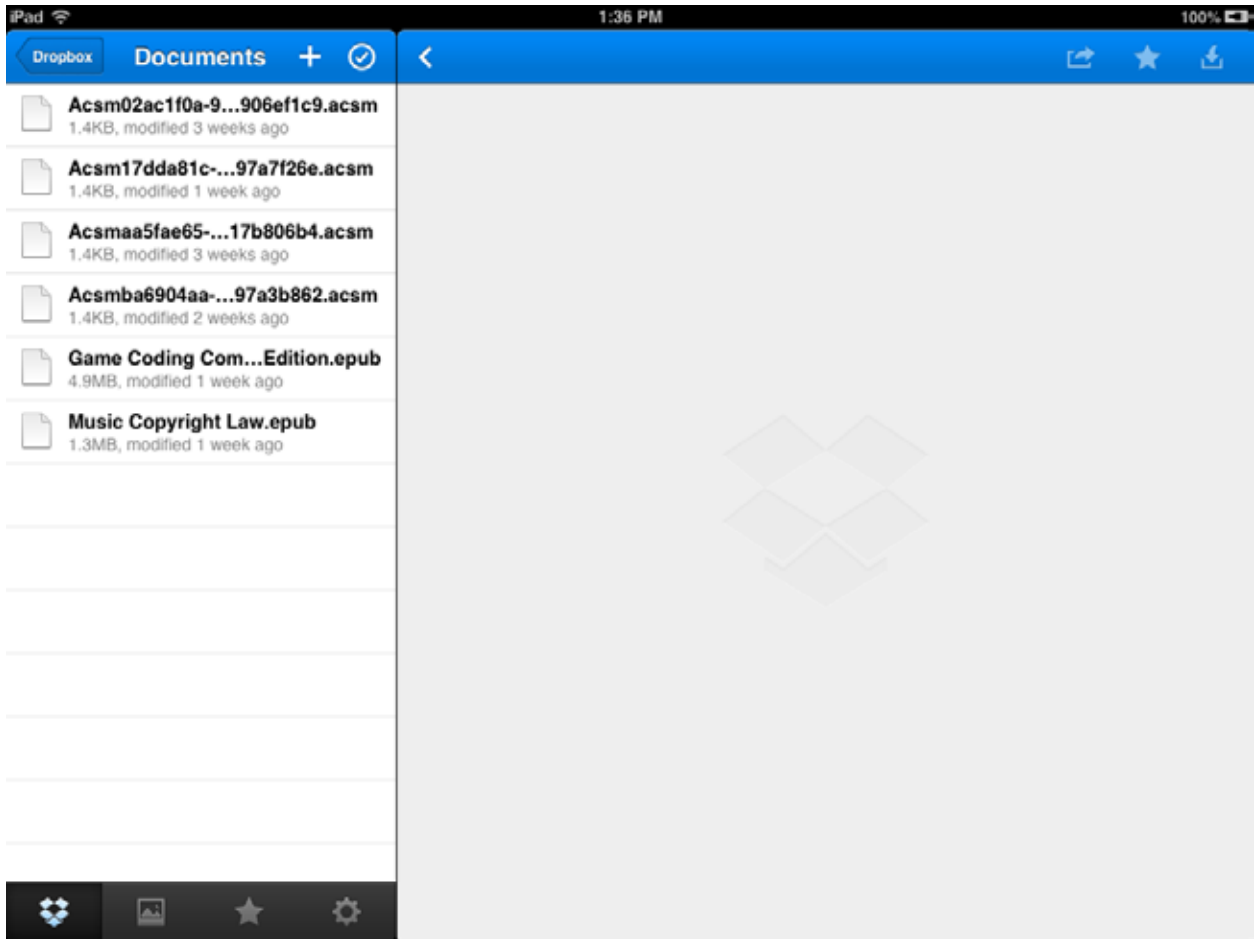 iPad 1:36 PM 100%
Dropbox Documents
Acsm02ac1f0a-9...906ef1c9.acsm
1.4KB, modified 3 weeks ago
Acsm17dda81c-...97a7f26e.acsm
1.4KB, modified 1 week ago
Acsmaa5fae65-...17b806b4.acsm
1.4KB, modified 3 weeks ago
Acsmba6904aa-...97a3b862.acsm
1.4KB, modified 2 weeks ago
Game Coding Com...Edition.epub
4.9MB, modified 1 week ago
Music Copyright Law.epub
1.3MB, modified 1 week ago